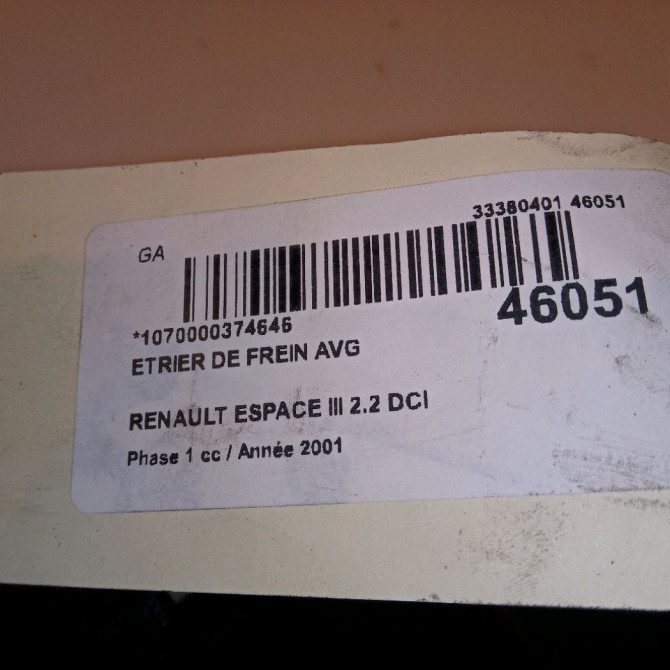 33380401 46051
GA
46051
*1070000374646
ETRIER DE FREIN AVG
RENAULT ESPACE III 2.2 DCI
Phase 1 cc / Année 2001